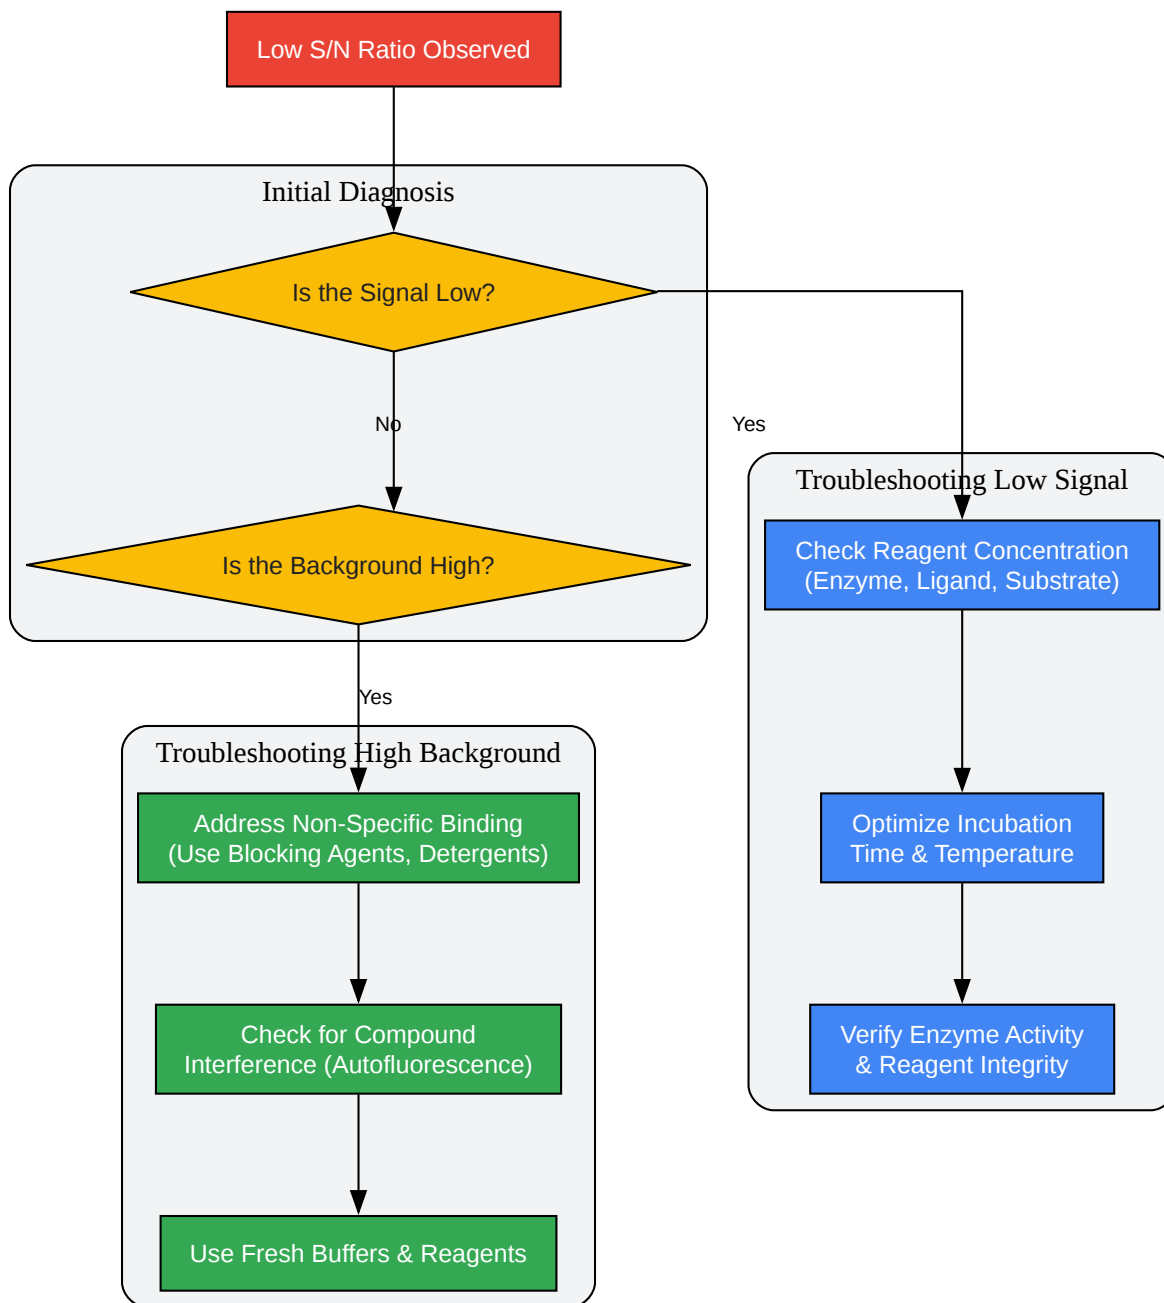 Low S/N Ratio Observed
Initial Diagnosis
Is the Signal Low?
No
Yes
Troubleshooting Low Signal
Check Reagent Concentration
(Enzyme, Ligand, Substrate)
Is the Background High?
Yes
Troubleshooting High Background
Address Non-Specific Binding
(Use Blocking Agents, Detergents)
Optimize Incubation
Time & Temperature
Check for Compound
Interference (Autofluorescence)
Verify Enzyme Activity
& Reagent Integrity
Use Fresh Buffers & Reagents